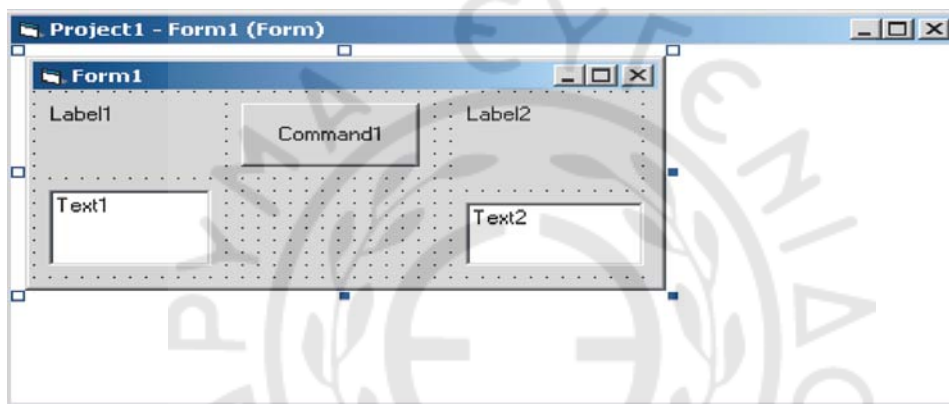 Project1 - Form1 (Form)
Form1
Label1
Command1
Label2
Text1
Text2